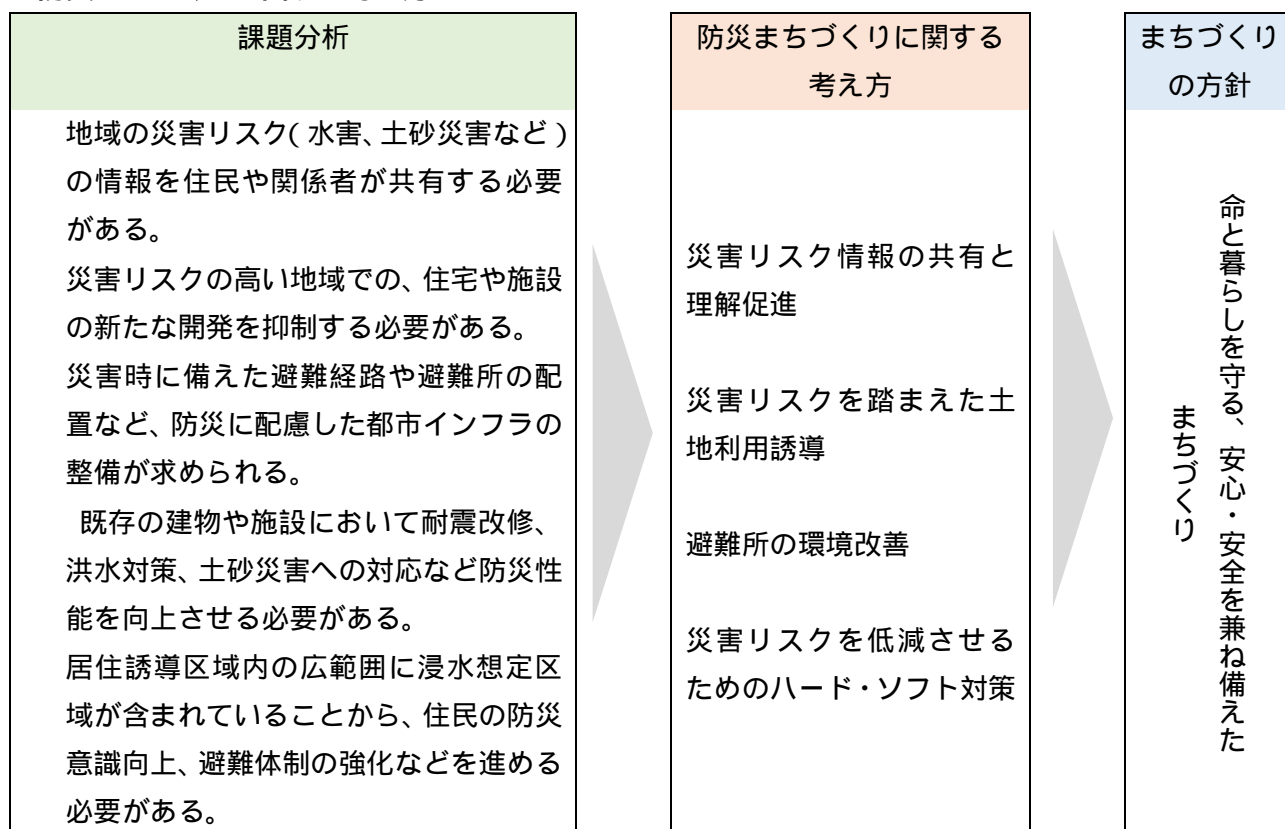 課題分析
地域の災害リスク（水害、土砂災害など）
の情報を住民や関係者が共有する必要
がある。
災害リスクの高い地域での、住宅や施設
の新たな開発を抑制する必要がある。
災害時に備えた避難経路や避難所の配
置など、防災に配慮した都市インフラの
整備が求められる。
既存の建物や施設において耐震改修、
洪水対策、土砂災害への対応など防災性
能を向上させる必要がある。
居住誘導区域内の広範囲に浸水想定区
域が含まれていることから、住民の防災
意識向上、避難体制の強化などを進める
必要がある。
防災まちづくりに関する
考え方
災害リスク情報の共有と
理解促進
災害リスクを踏まえた土
地利用誘導
避難所の環境改善
災害リスクを低減させる
ためのハード・ソフト対策
まちづくり
の方針
命と暮らしを守る、安心・安全を兼ね備えた
まちづくり